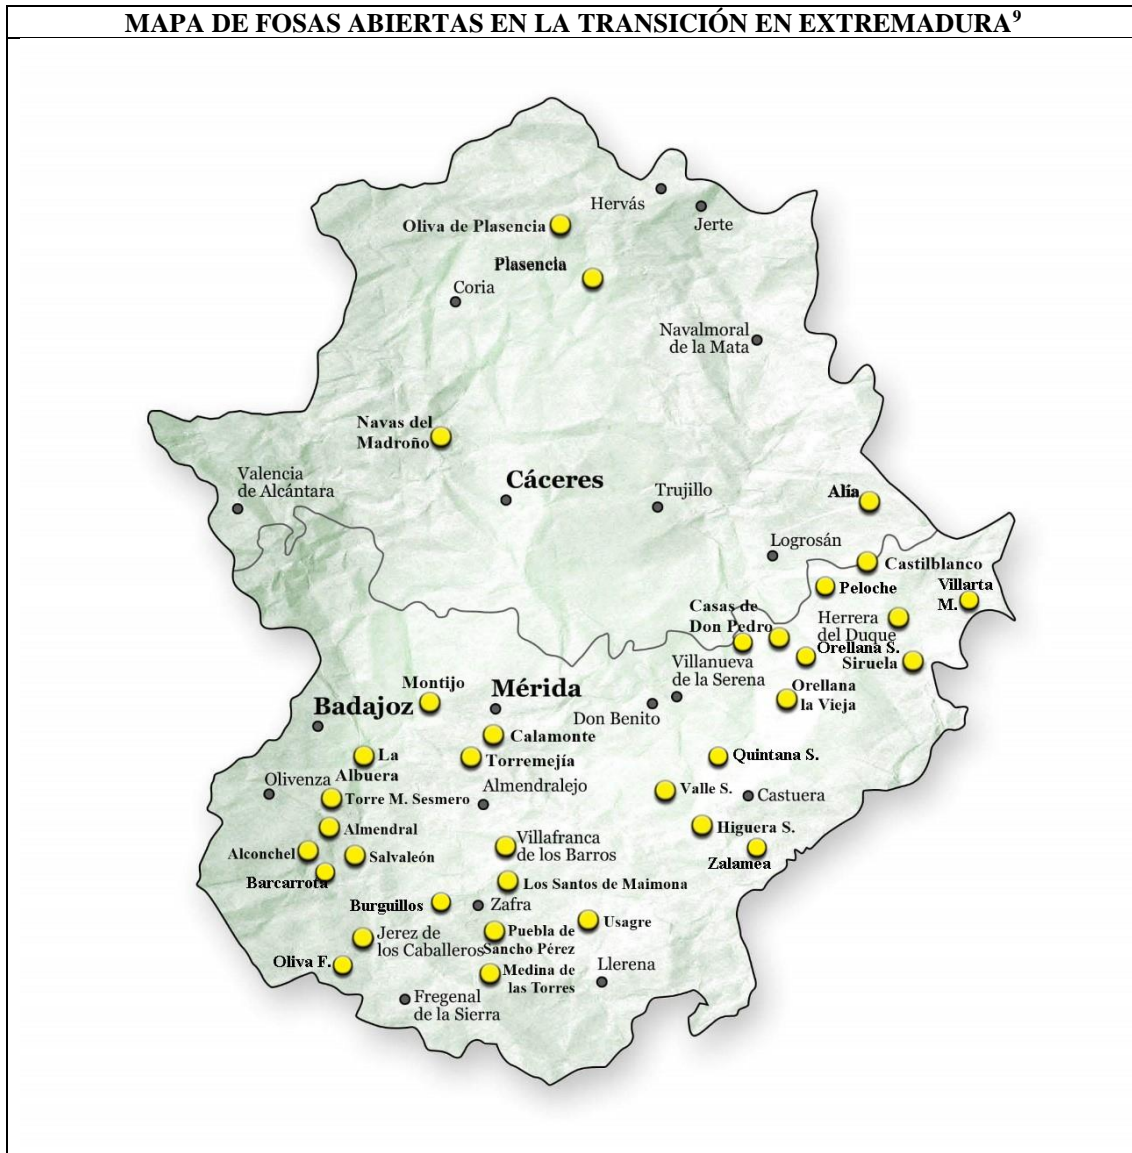 MAPA DE FOSAS ABIERTAS EN LA TRANSICIÓN EN EXTREMADURA9
Hervás
Jerte
Oliva de Plasencia
Plasencia
Coria
Navalmoral
de la Mata
Navas del
Madroño
Valencia
de Alcántara
Cáceres
Trujillo
Alía
Logrosán
Castilblanco
Peloche
Villarta
M.
Casas de
Don Pedro
Herrera
del Duque
Orellana S.
Siruela
Villanueva
de la Serena
Orellana
la Vieja
Montijo
Mérida
Badajoz
Don Benito
Calamonte
La
Albuera
Torremejía
Quintana S.
Olivenza
Torre M. Sesmero
Almendralejo
Valle S.
Castuera
Almendral
Higuera S.
Alconchel
Salvaleón
Villafranca
de los Barros
Zalamea
Barcarrota
Los Santos de Maimona
Burguillos
Zafra
Usagre
Jerez de
los Caballeros
Puebla de
Sancho Pérez
Oliva F.
Medina de
las Torres
Llerena
Fregenal
de la Sierra